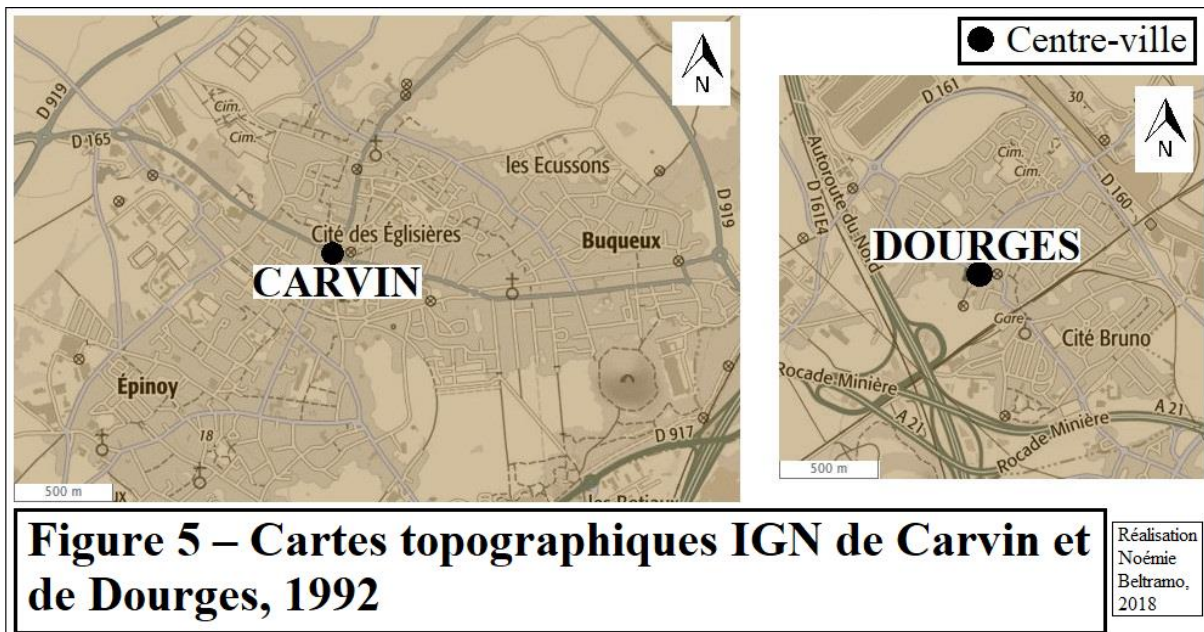 D 919
D 165
Cim.
Cim.
les Ecussons
D 919
Cité des Églisières
Buqueux
CARVIN
Épinoy
18
D 917
500 m
N
Centre-ville
D 161
30
Autoroute du Nord
D 161E4
Cim.
D 160
DOURGES
Gare
Cité Bruno
Rocade Minière
A 21
Rocade Minière
A 21
500 m
N
Figure 5 – Cartes topographiques IGN de Carvin et
de Dourges, 1992
Réalisation
Noémie
Beltramo,
2018